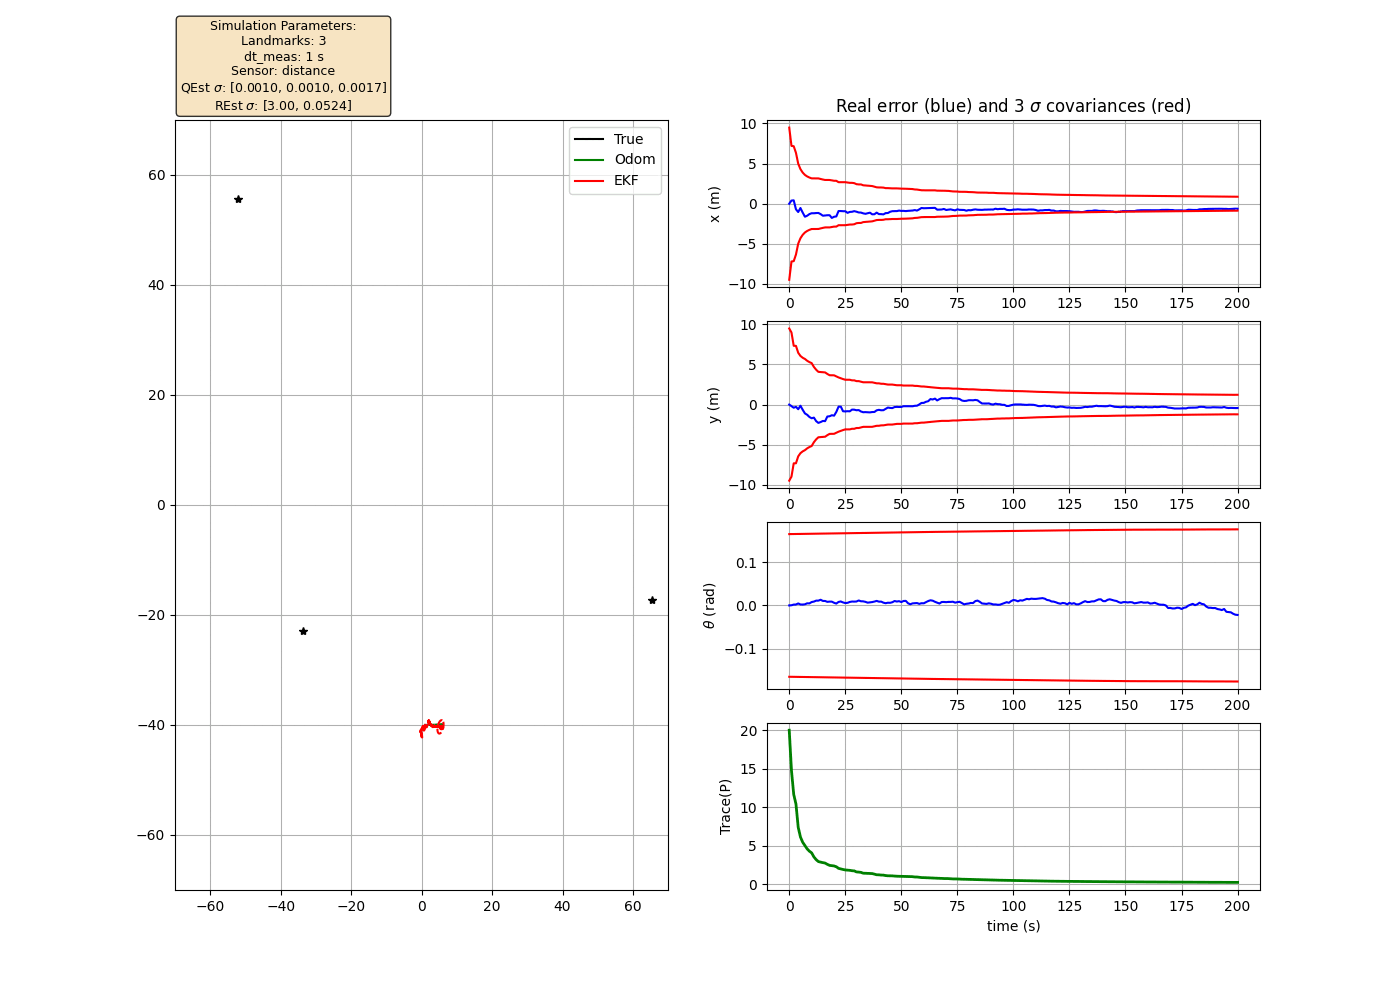 Simulation Parameters:
Landmarks: 3
dt_meas: 1 s
Sensor: distance
QEst σ: [0.0010, 0.0010, 0.0017]
REst σ: [3.00, 0.0524]
True
Odom
EKF
60
40
20
0
−20
−40
−60
−60 −40 −20 0 20 40 60
Real error (blue) and 3 σ covariances (red)
x (m)
10
5
0
−5
−10
0 25 50 75 100 125 150 175 200
y (m)
10
5
0
−5
−10
0 25 50 75 100 125 150 175 200
θ (rad)
0.1
0.0
−0.1
0 25 50 75 100 125 150 175 200
Trace(P)
20
15
10
5
0
0 25 50 75 100 125 150 175 200
time (s)